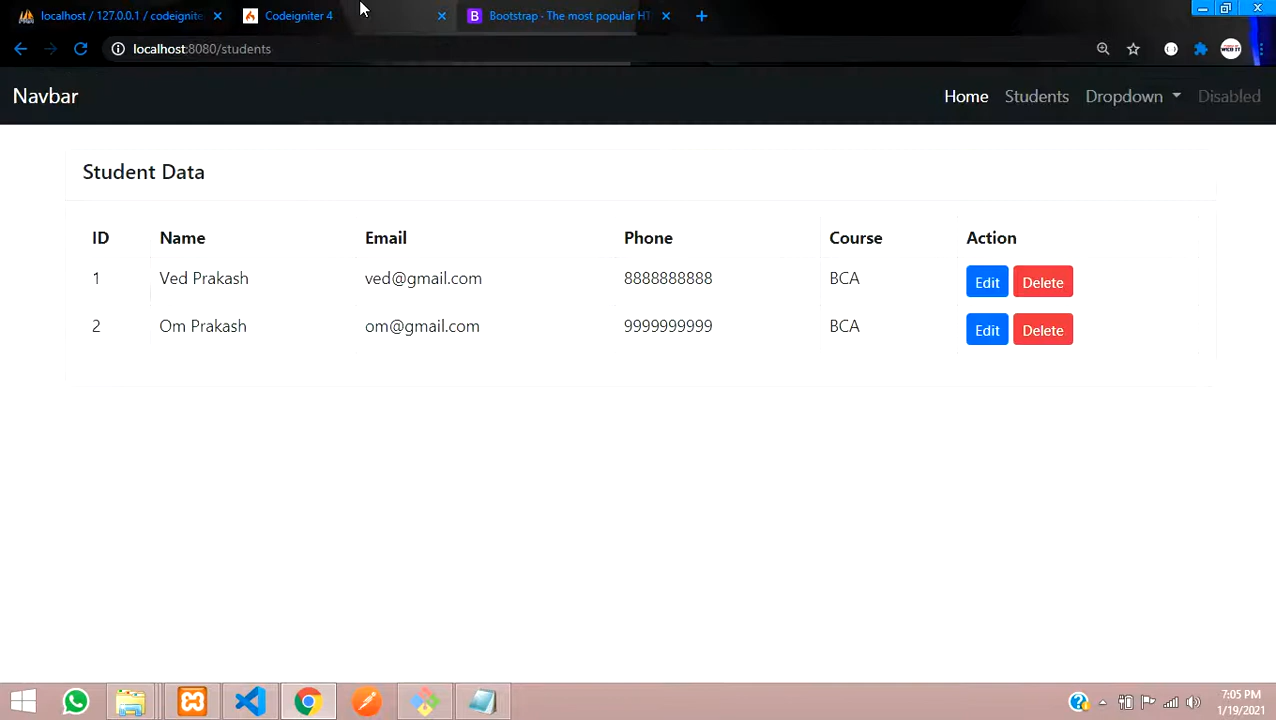 localhost / 127.0.0.1 / codeignite
Codeigniter 4
Bootstrap · The most popular HT
localhost:8080/students
Navbar
Home Students Dropdown Disabled
Student Data
ID Name Email Phone Course Action
1 Ved Prakash ved@gmail.com 8888888888 BCA Edit Delete
2 Om Prakash om@gmail.com 9999999999 BCA Edit Delete
7:05 PM
1/19/2021